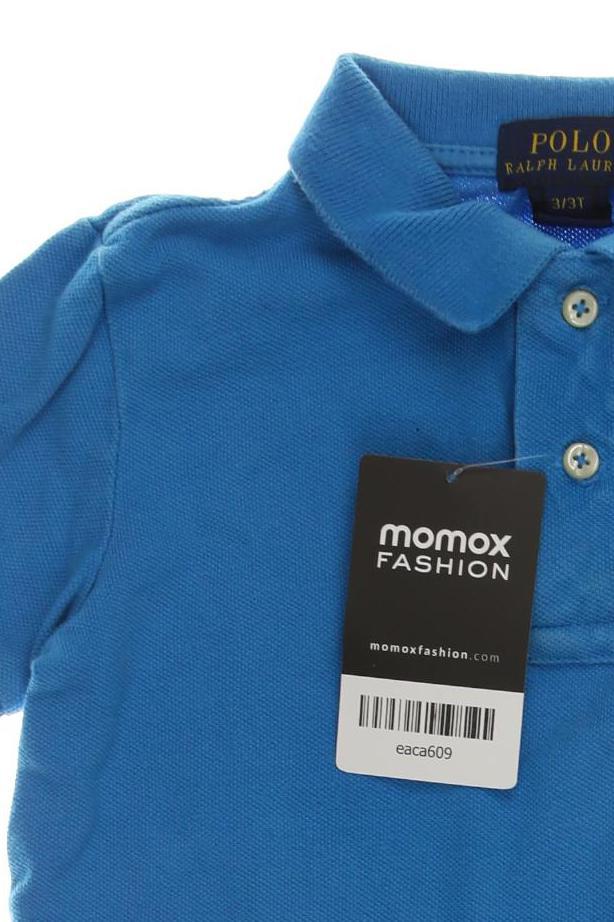 POLO
RALPH LAUR
3/3T
momox
FASHION
momoxfashion.com
eaca609